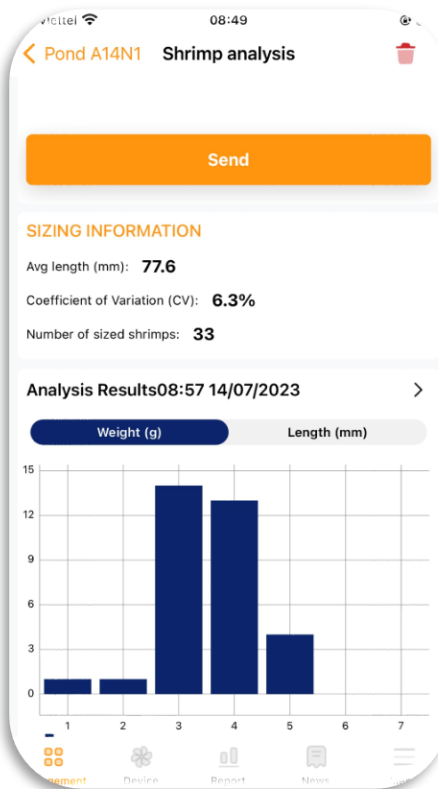 08:49
Pond A14N1 Shrimp analysis
Send
SIZING INFORMATION
Avg length (mm): 77.6
Coefficient of Variation (CV): 6.3%
Number of sized shrimps: 33
Analysis Results08:57 14/07/2023
Weight (g) Length (mm)
15
12
9
6
3
0
1 2 3 4 5 6 7
Device Report News